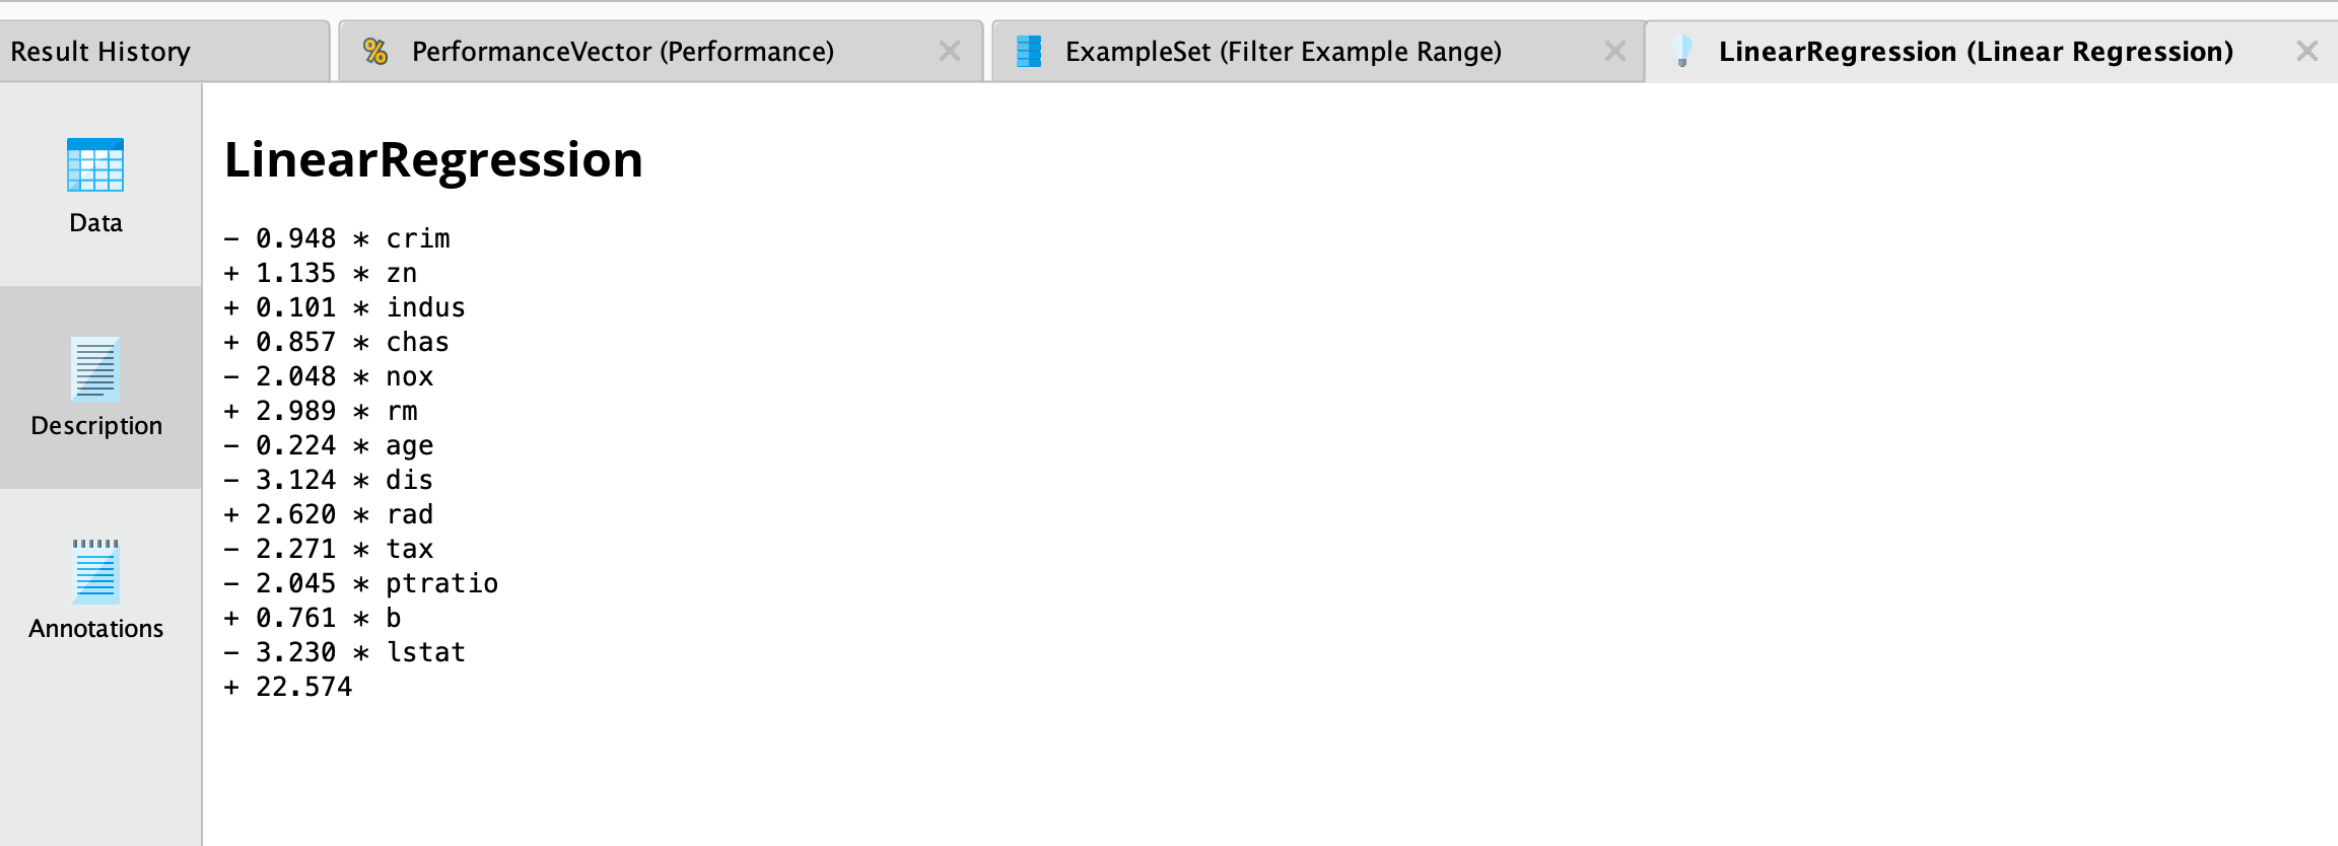 Result History
PerformanceVector (Performance)
ExampleSet (Filter Example Range)
LinearRegression (Linear Regression)
Data
Description
Annotations
LinearRegression
- 0.948 * crim
+ 1.135 * zn
+ 0.101 * indus
+ 0.857 * chas
- 2.048 * nox
+ 2.989 * rm
- 0.224 * age
- 3.124 * dis
+ 2.620 * rad
- 2.271 * tax
- 2.045 * ptratio
+ 0.761 * b
- 3.230 * lstat
+ 22.574